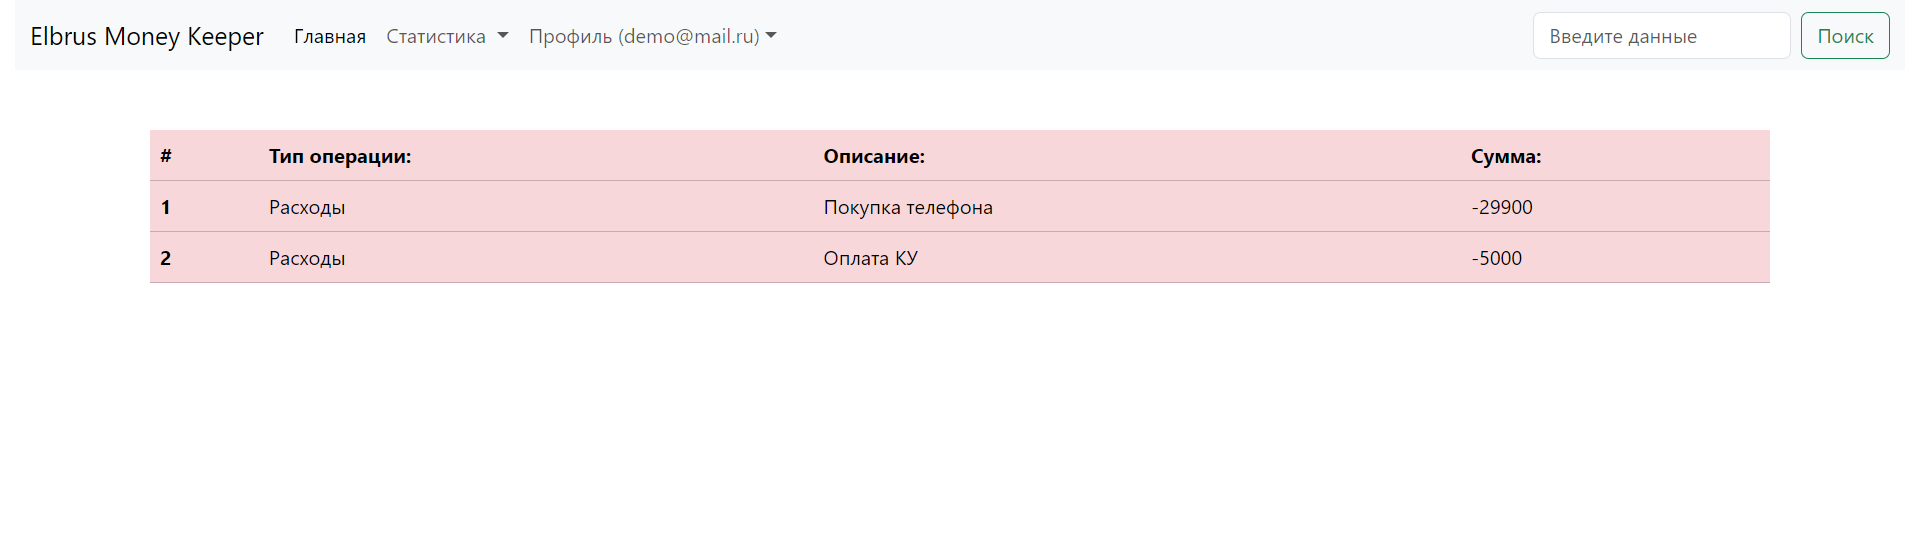 Elbrus Money Keeper Главная Статистика Профиль (demo@mail.ru) Введите данные Поиск
# Тип операции: Описание: Сумма:
1 Расходы Покупка телефона -29900
2 Расходы Оплата КУ -5000